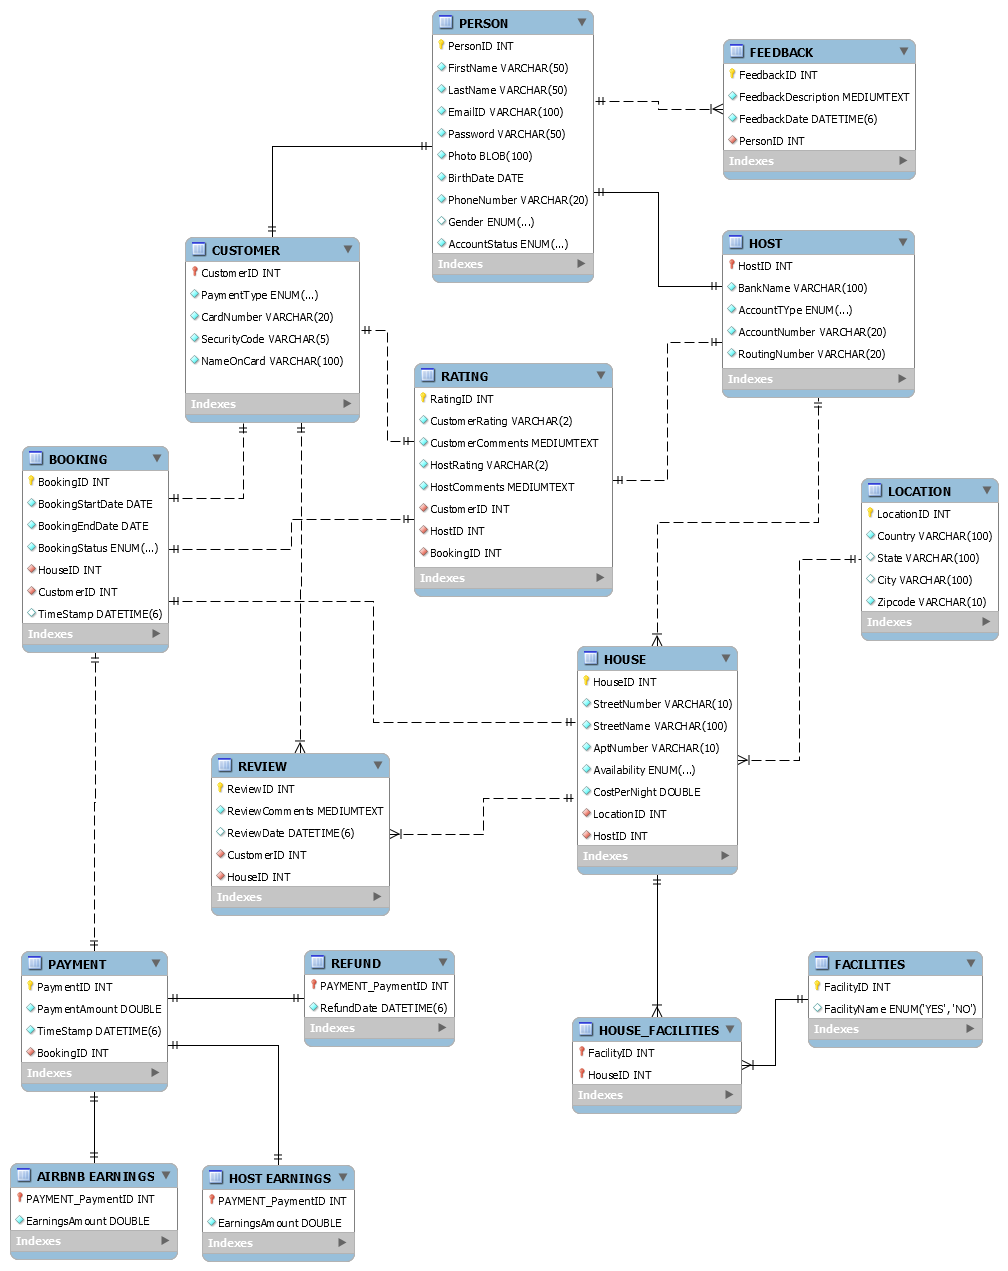 PERSON
PersonID INT
FirstName VARCHAR(50)
LastName VARCHAR(50)
EmailID VARCHAR(100)
Password VARCHAR(50)
Photo BLOB(100)
BirthDate DATE
PhoneNumber VARCHAR(20)
Gender ENUM(...)
AccountStatus ENUM(...)
Indexes
FEEDBACK
FeedbackID INT
FeedbackDescription MEDIUMTEXT
FeedbackDate DATETIME(6)
PersonID INT
Indexes
CUSTOMER
CustomerID INT
PaymentType ENUM(...)
CardNumber VARCHAR(20)
SecurityCode VARCHAR(5)
NameOnCard VARCHAR(100)
Indexes
HOST
HostID INT
BankName VARCHAR(100)
AccountTYpe ENUM(...)
AccountNumber VARCHAR(20)
RoutingNumber VARCHAR(20)
Indexes
RATING
RatingID INT
CustomerRating VARCHAR(2)
CustomerComments MEDIUMTEXT
HostRating VARCHAR(2)
HostComments MEDIUMTEXT
CustomerID INT
HostID INT
BookingID INT
Indexes
BOOKING
BookingID INT
BookingStartDate DATE
BookingEndDate DATE
BookingStatus ENUM(...)
HouseID INT
CustomerID INT
TimeStamp DATETIME(6)
Indexes
LOCATION
LocationID INT
Country VARCHAR(100)
State VARCHAR(100)
City VARCHAR(100)
Zipcode VARCHAR(10)
Indexes
HOUSE
HouseID INT
StreetNumber VARCHAR(10)
StreetName VARCHAR(100)
AptNumber VARCHAR(10)
Availability ENUM(...)
CostPerNight DOUBLE
LocationID INT
HostID INT
Indexes
REVIEW
ReviewID INT
ReviewComments MEDIUMTEXT
ReviewDate DATETIME(6)
CustomerID INT
HouseID INT
Indexes
PAYMENT
PaymentID INT
PaymentAmount DOUBLE
TimeStamp DATETIME(6)
BookingID INT
Indexes
REFUND
PAYMENT_PaymentID INT
RefundDate DATETIME(6)
Indexes
FACILITIES
FacilityID INT
FacilityName ENUM('YES', 'NO')
Indexes
HOUSE_FACILITIES
FacilityID INT
HouseID INT
Indexes
AIRBNB EARNINGS
PAYMENT_PaymentID INT
EarningsAmount DOUBLE
Indexes
HOST EARNINGS
PAYMENT_PaymentID INT
EarningsAmount DOUBLE
Indexes